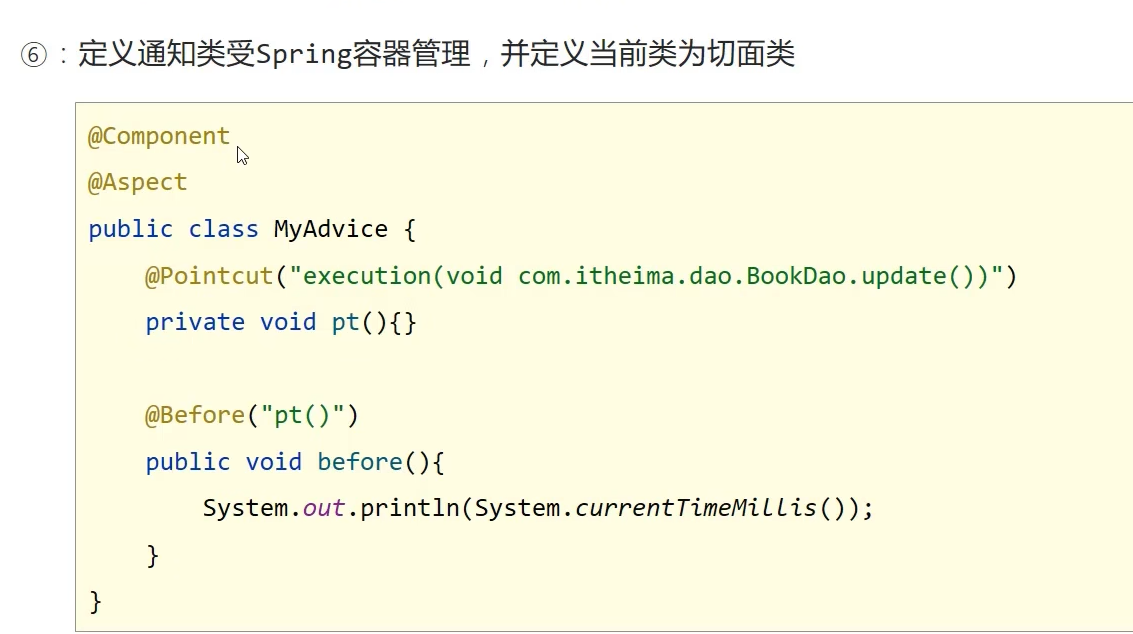 ⑥：定义通知类受Spring容器管理，并定义当前类为切面类
@Component
@Aspect
public class MyAdvice {
    @Pointcut("execution(void com.itheima.dao.BookDao.update())")
    private void pt(){}
    @Before("pt()")
    public void before(){
        System.out.println(System.currentTimeMillis());
    }
}